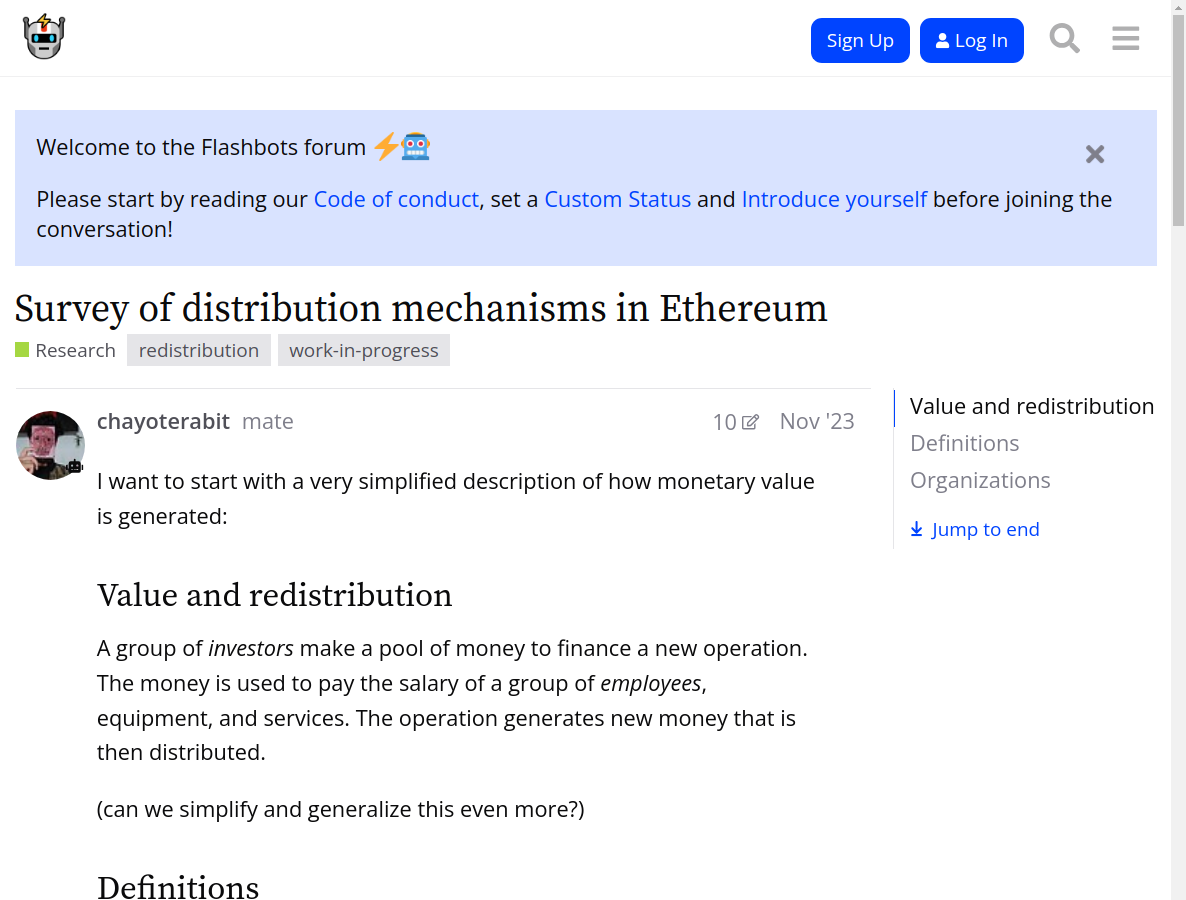 Sign Up
Log In
Welcome to the Flashbots forum
Please start by reading our Code of conduct, set a Custom Status and Introduce yourself before joining the
conversation!
Survey of distribution mechanisms in Ethereum
Research
redistribution
work-in-progress
chayoterabit mate
10
Nov '23
I want to start with a very simplified description of how monetary value
is generated:
Value and redistribution
A group of investors make a pool of money to finance a new operation.
The money is used to pay the salary of a group of employees,
equipment, and services. The operation generates new money that is
then distributed.
(can we simplify and generalize this even more?)
Definitions
Value and redistribution
Definitions
Organizations
Jump to end